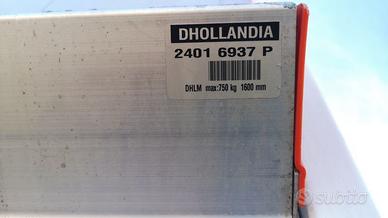 DHOLLANDIA
2401 6937 P
DHLM max:750 kg 1600 mm
subito